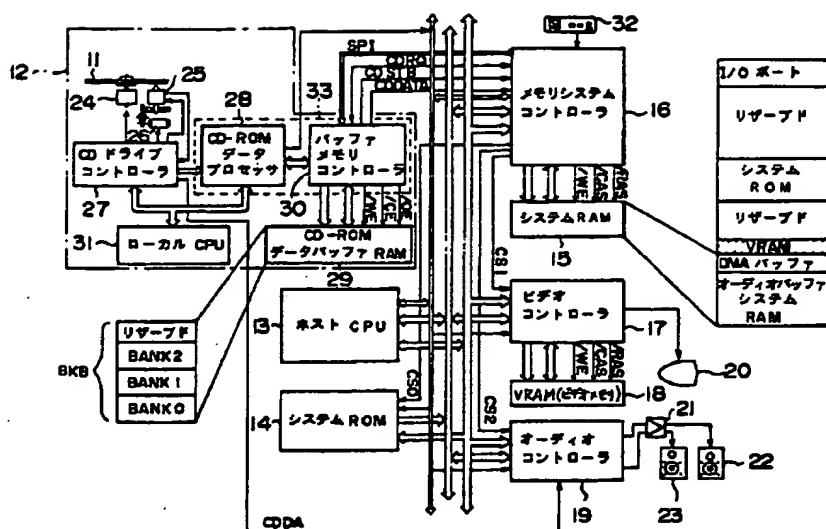 12
11
24
25
26
CDドライブ
コントローラ
27
28
CD-ROM
データ
プロセッサ
33
バッファ
メモリ
コントローラ
30
/WE
/CE
/OE
31
ローカル CPU
CD-ROM
データバッファ RAM
29
SPI
CDRQ
CDSTB
CDDATA
32
メモリシステム
コントローラ
16
/WE
/CAS
/RAS
システム RAM
15
I/O ポート
リザーブド
システム
ROM
リザーブド
VRAM
DMA バッファ
オーディオバッファ
システム
RAM
BKB
リザーブド
BANK2
BANK1
BANK0
13
ホスト CPU
14
システム ROM
CS0
CS1
CS2
ビデオ
コントローラ
17
/WE
/CAS
/RAS
VRAM(ビデオメモリ)
18
20
オーディオ
コントローラ
19
21
22
23
CDDA